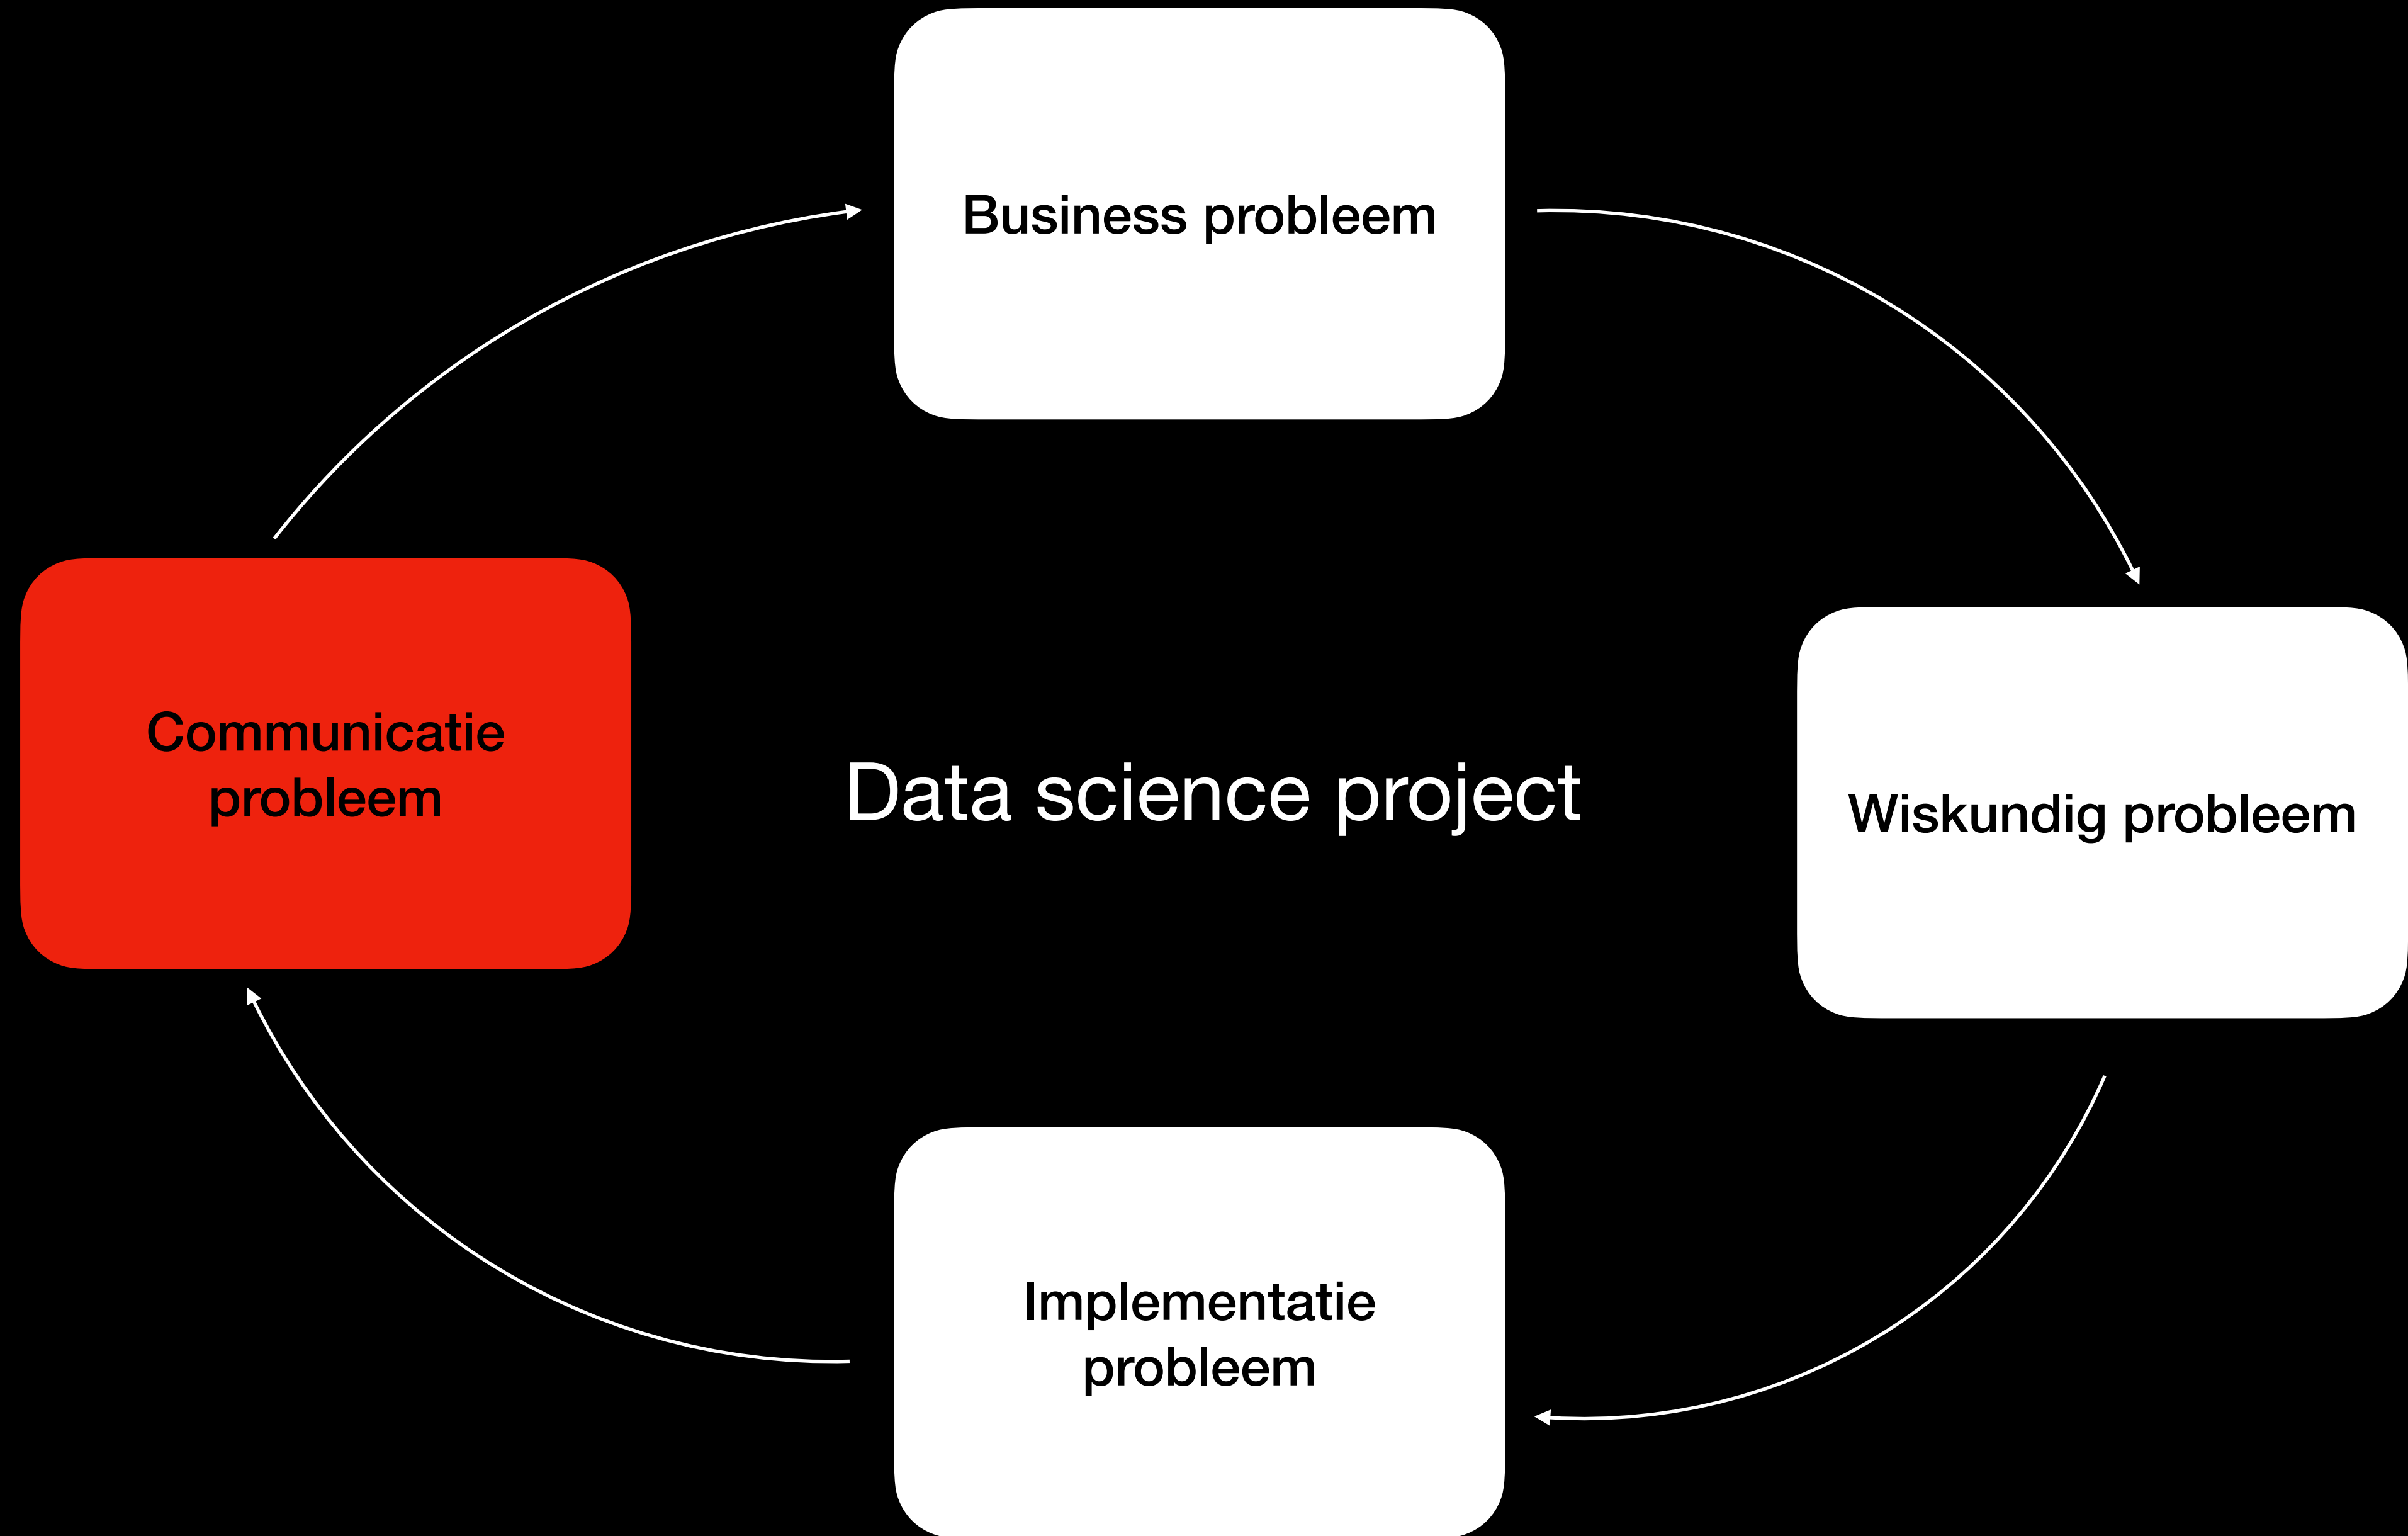 Business probleem
Communicatie
probleem
Data science project
Wiskundig probleem
Implementatie
probleem